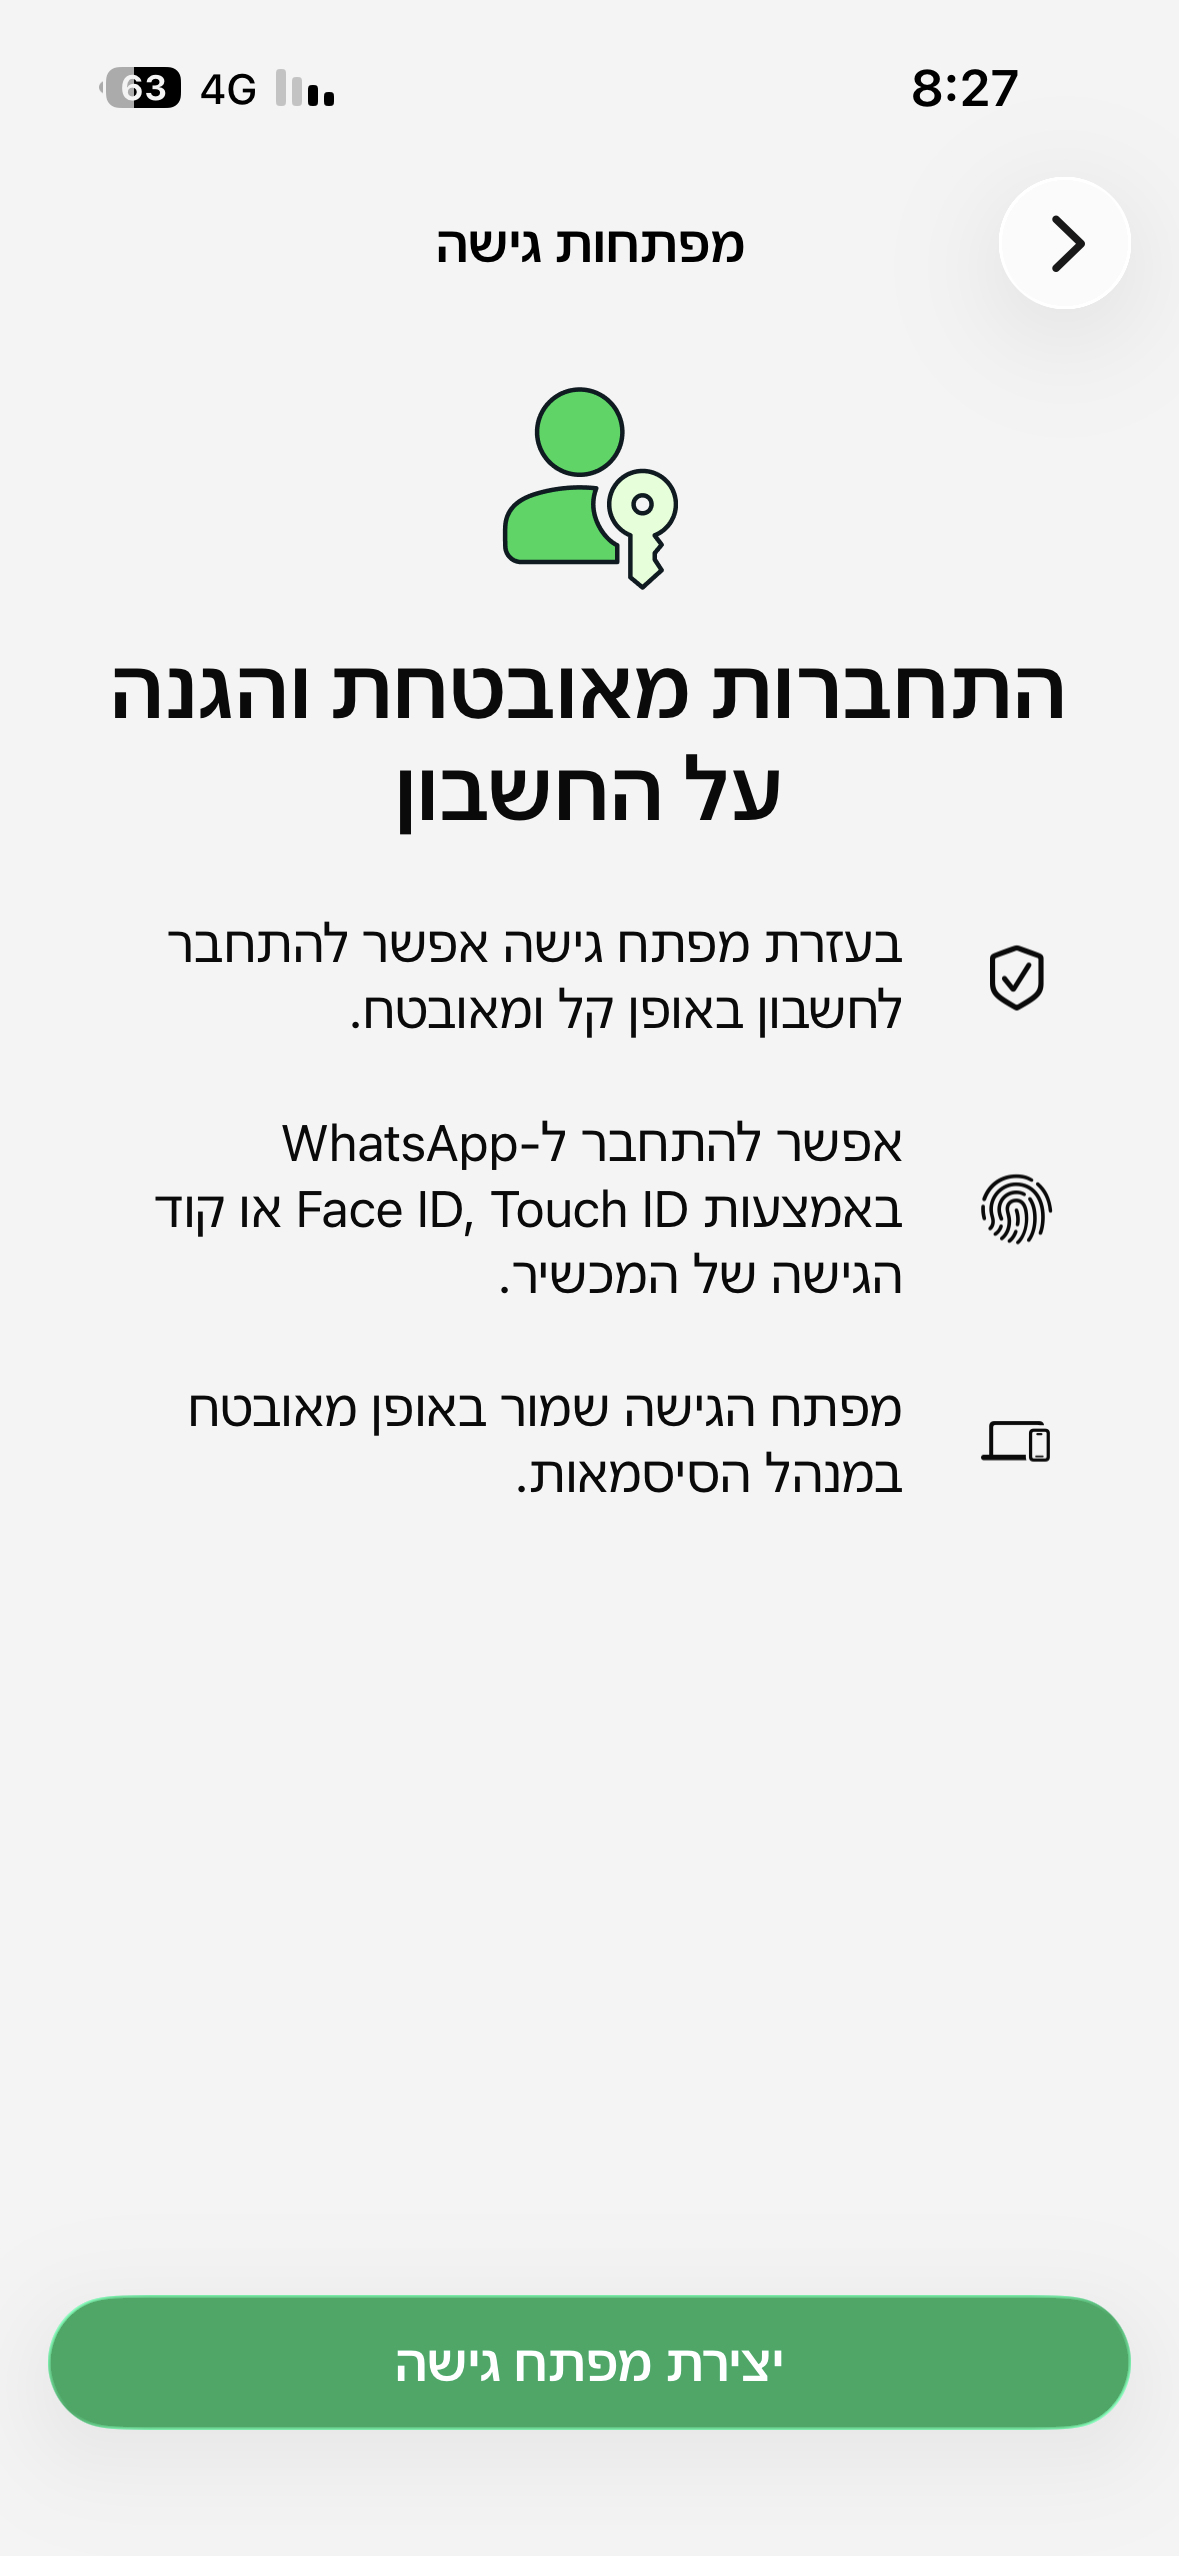 8:27
4G
63
מפתחות גישה
התחברות מאובטחת והגנה
על החשבון
בעזרת מפתח גישה אפשר להתחבר
לחשבון באופן קל ומאובטח.
אפשר להתחבר ל-WhatsApp
באמצעות Face ID, Touch ID או קוד
הגישה של המכשיר.
מפתח הגישה שמור באופן מאובטח
במנהל הסיסמאות.
יצירת מפתח גישה